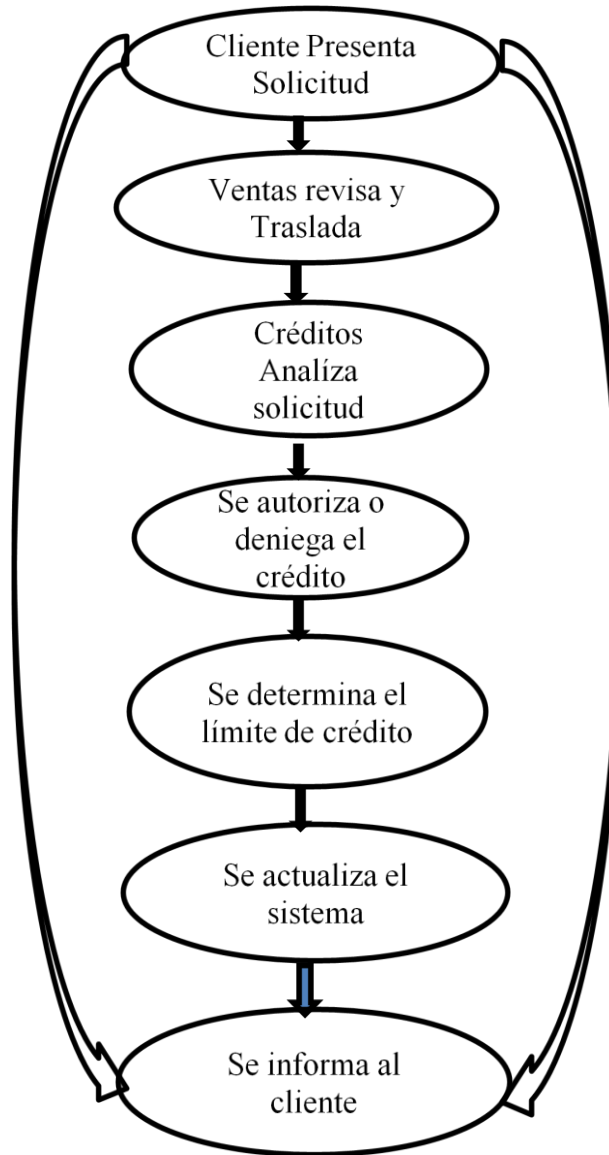 Cliente Presenta
Solicitud
Ventas revisa y
Traslada
Créditos
Analíza
solicitud
Se autoriza o
deniega el
crédito
Se determina el
límite de crédito
Se actualiza el
sistema
Se informa al
cliente